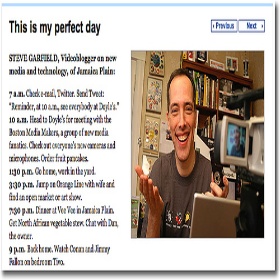 This is my perfect day
‹ Previous
Next ›
STEVE GARFIELD, Videoblogger on new
media and technology, of Jamaica Plain:
7 a.m. Check e-mail, Twitter. Send Tweet:
"Reminder, at 10 a.m., see everybody at Doyle's."
10 a.m. Head to Doyle's for meeting with the
Boston Media Makers, a group of new media
fanatics. Check out everyone's new cameras and
microphones. Order fruit pancakes.
1:30 p.m. Go home, work in the yard.
3:30 p.m. Jump on Orange Line with wife and
find an open market or art show.
7:30 p.m. Dinner at Vee Vee in Jamaica Plain.
Get North African vegetable stew. Chat with Dan,
the owner.
9 p.m. Back home. Watch Conan and Jimmy
Fallon on bedroom Tivo.